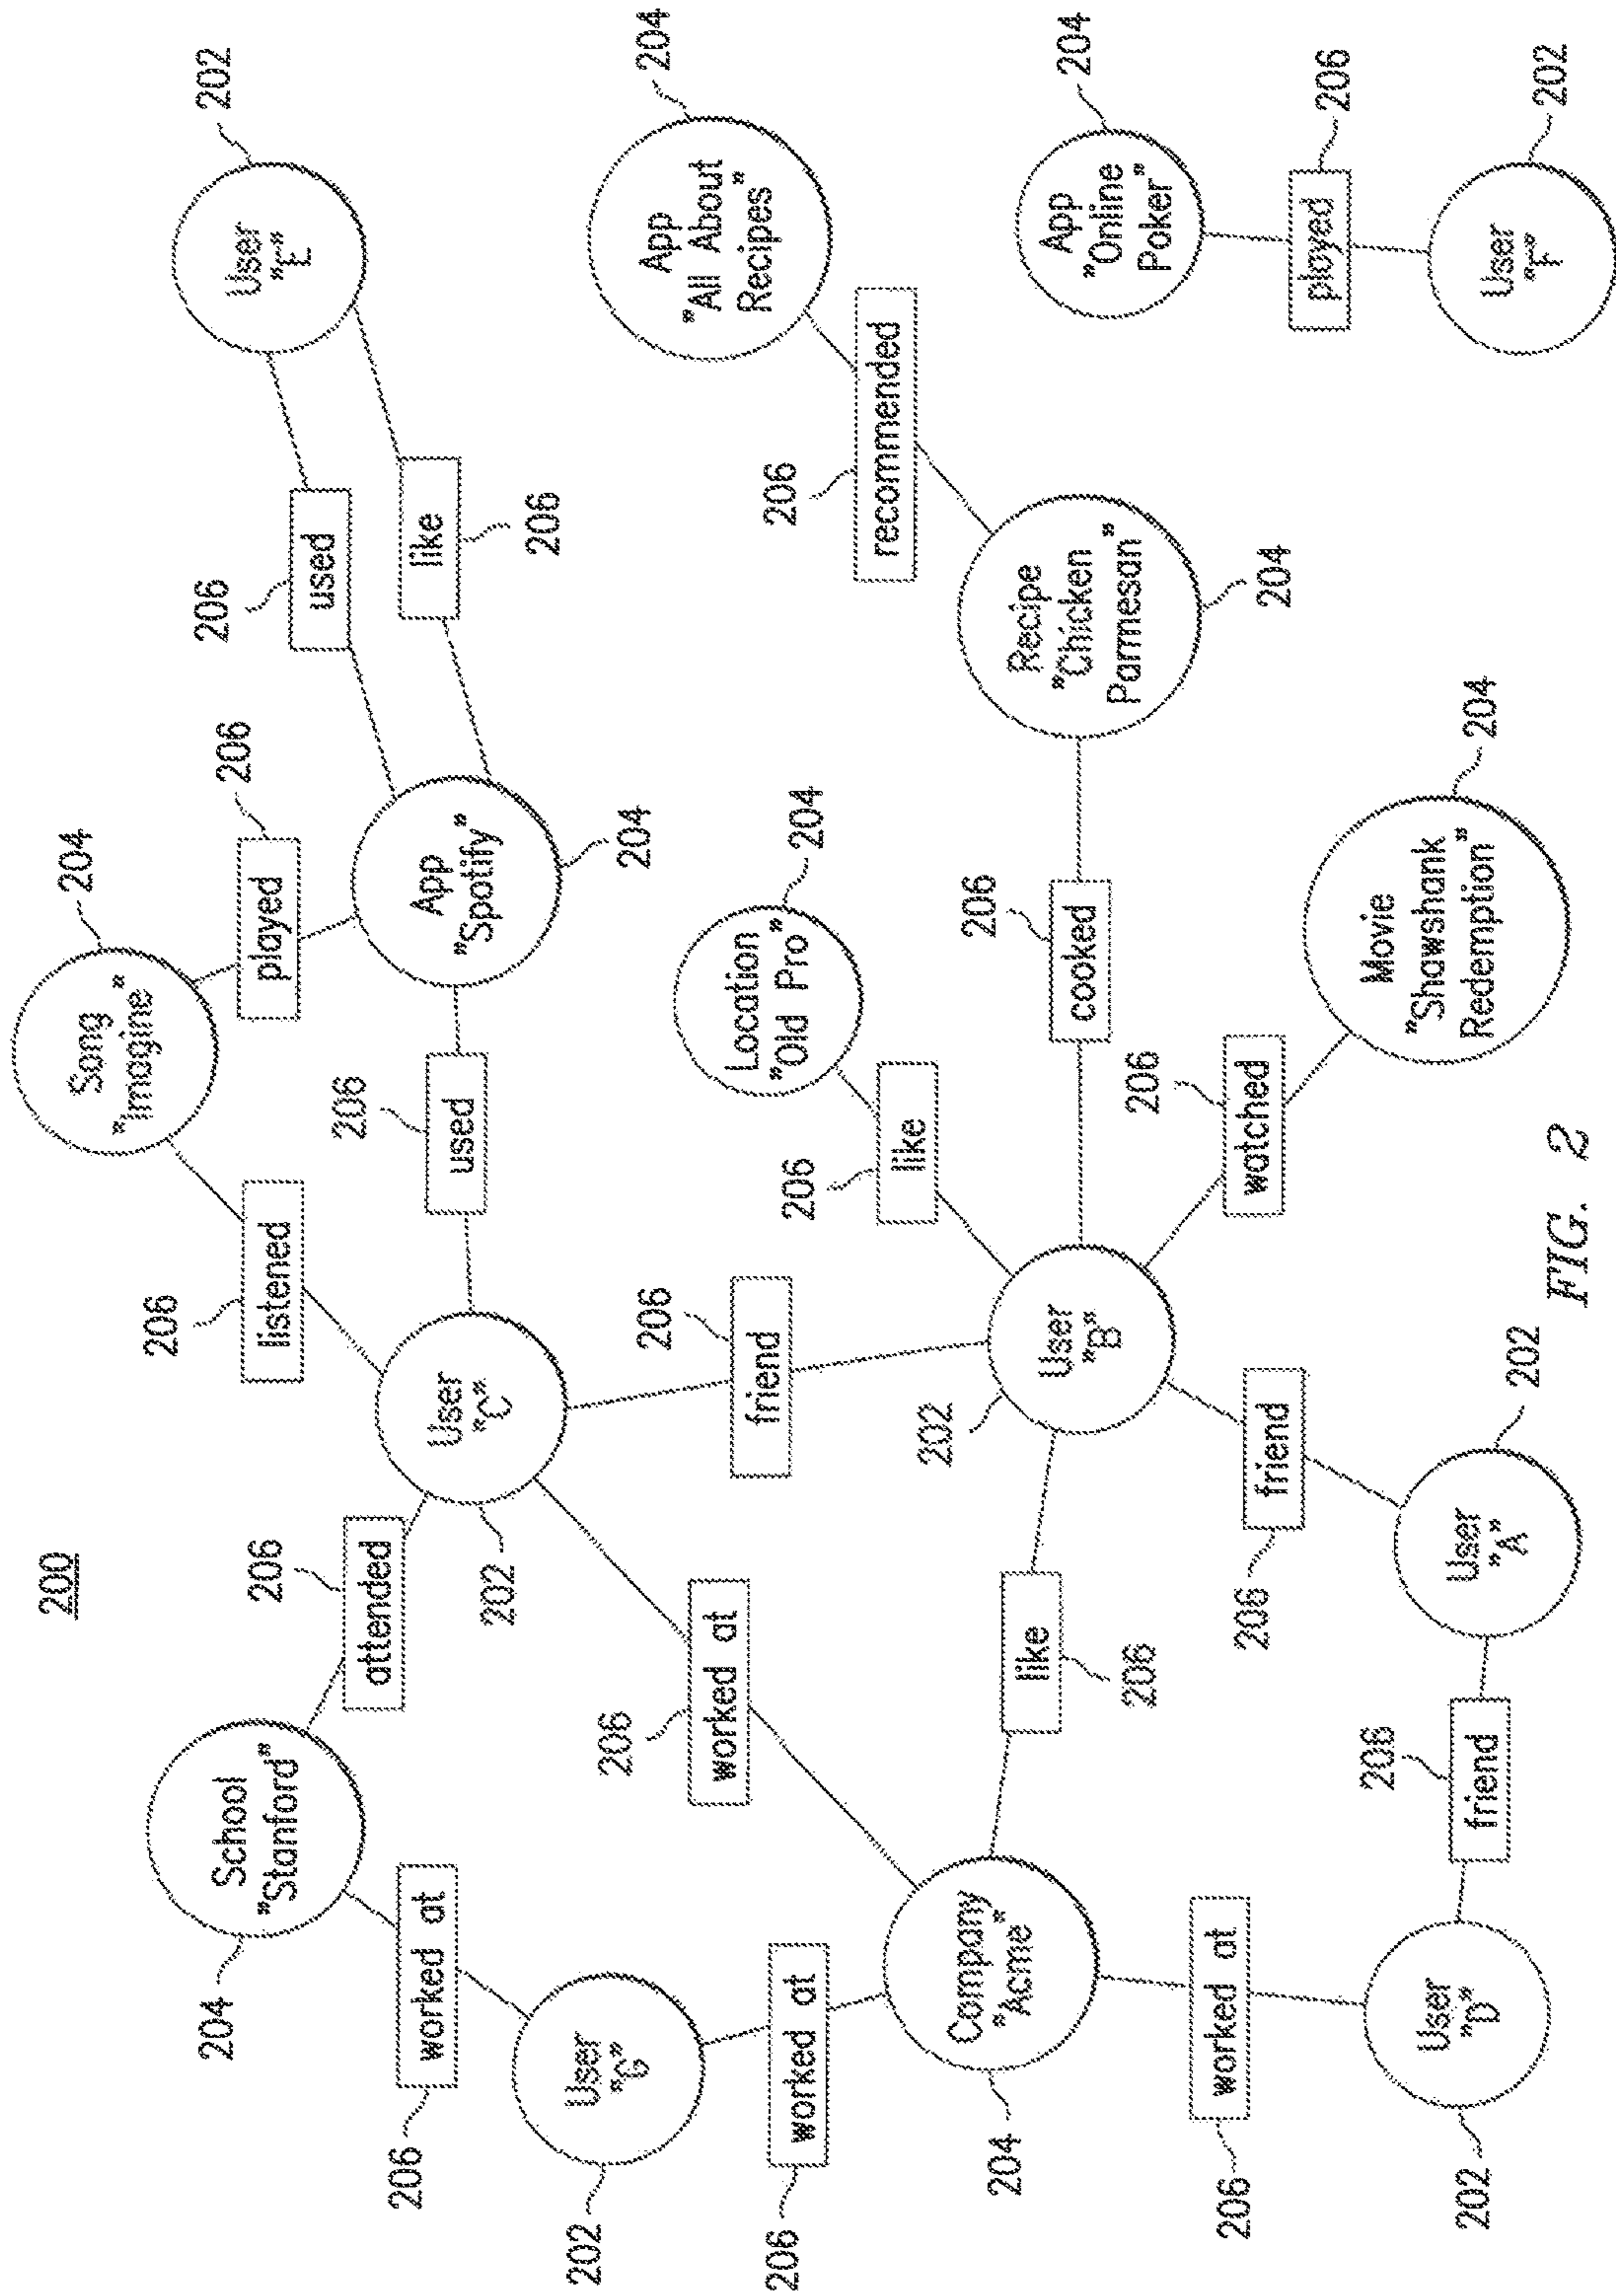 200
204
School
"Stanford"
206
attended
206
listened
Song
"Imagine"
204
206
played
206
used
User
"E"
202
206
worked at
User
"C"
202
206
used
App
"Spotify"
204
like
206
202
User
"G"
206
worked at
206
friend
Location
"Old Pro"
204
App
"All About
Recipes"
204
206
worked at
206
like
206
recommended
Company
"Acme"
204
like
206
202
User
"B"
206
cooked
Recipe
"Chicken
Parmesan"
204
App
"Online
Poker"
204
206
worked at
206
friend
206
watched
played
206
202
User
"D"
206
friend
User
"A"
202
Movie
"Shawshank
Redemption"
204
User
"F"
202
FIG. 2